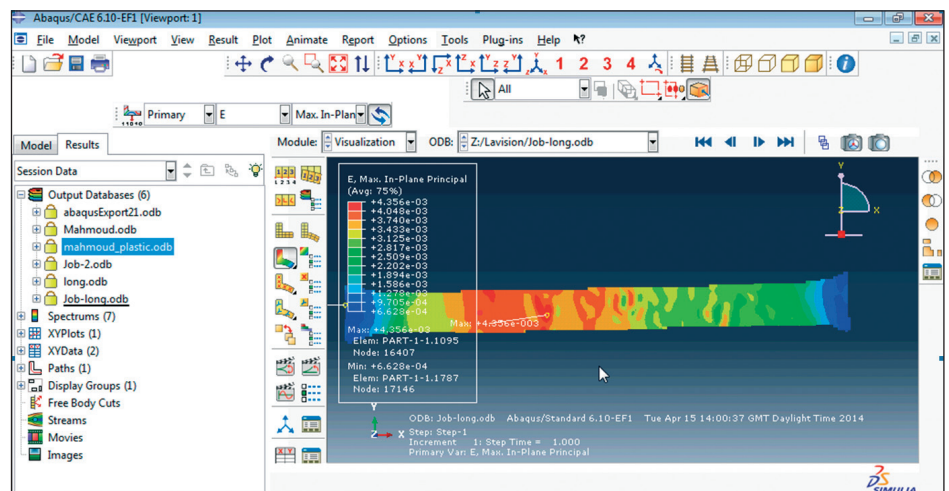 Abaqus/CAE 6.10-EF1 [Viewport: 1]
File Model Viewport View Result Plot Animate Report Options Tools Plug-ins Help
1 2 3 4
All
Primary E Max. In-Plan
Model Results
Module: Visualization ODB: Z:/Lavision/Job-long.odb
Session Data
Output Databases (6)
abaqusExport21.odb
Mahmoud.odb
mahmoud_plastic.odb
Job-2.odb
long.odb
Job-long.odb
Spectrums (7)
XYPlots (1)
XYData (2)
Paths (1)
Display Groups (1)
Free Body Cuts
Streams
Movies
Images
E, Max. In-Plane Principal
(Avg: 75%)
+4.356e-03
+4.048e-03
+3.740e-03
+3.433e-03
+3.125e-03
+2.817e-03
+2.509e-03
+2.202e-03
+1.894e-03
+1.586e-03
+1.278e-03
+9.705e-04
+6.628e-04
Max: +4.356e-03
Elem: PART-1-1.1095
Node: 16407
Min: +6.628e-04
Elem: PART-1-1.1787
Node: 17146
Max: +4.356e-003
Y
Z X
Y
Z X
ODB: Job-long.odb Abaqus/Standard 6.10-EF1 Tue Apr 15 14:00:37 GMT Daylight Time 2014
Step: Step-1
Increment 1: Step Time = 1.000
Primary Var: E, Max. In-Plane Principal
SIMULIA